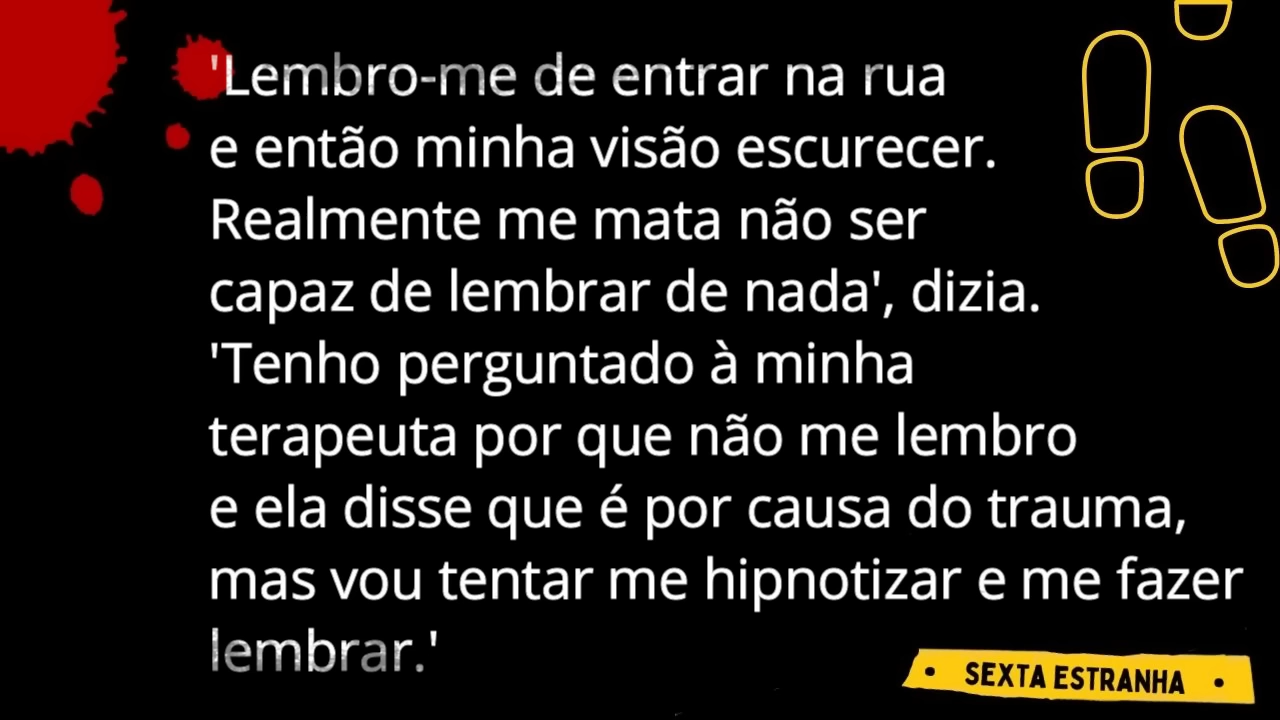 'Lembro-me de entrar na rua
e então minha visão escurecer.
Realmente me mata não ser
capaz de lembrar de nada', dizia.
'Tenho perguntado à minha
terapeuta por que não me lembro
e ela disse que é por causa do trauma,
mas vou tentar me hipnotizar e me fazer
lembrar.'
• SEXTA ESTRANHA •